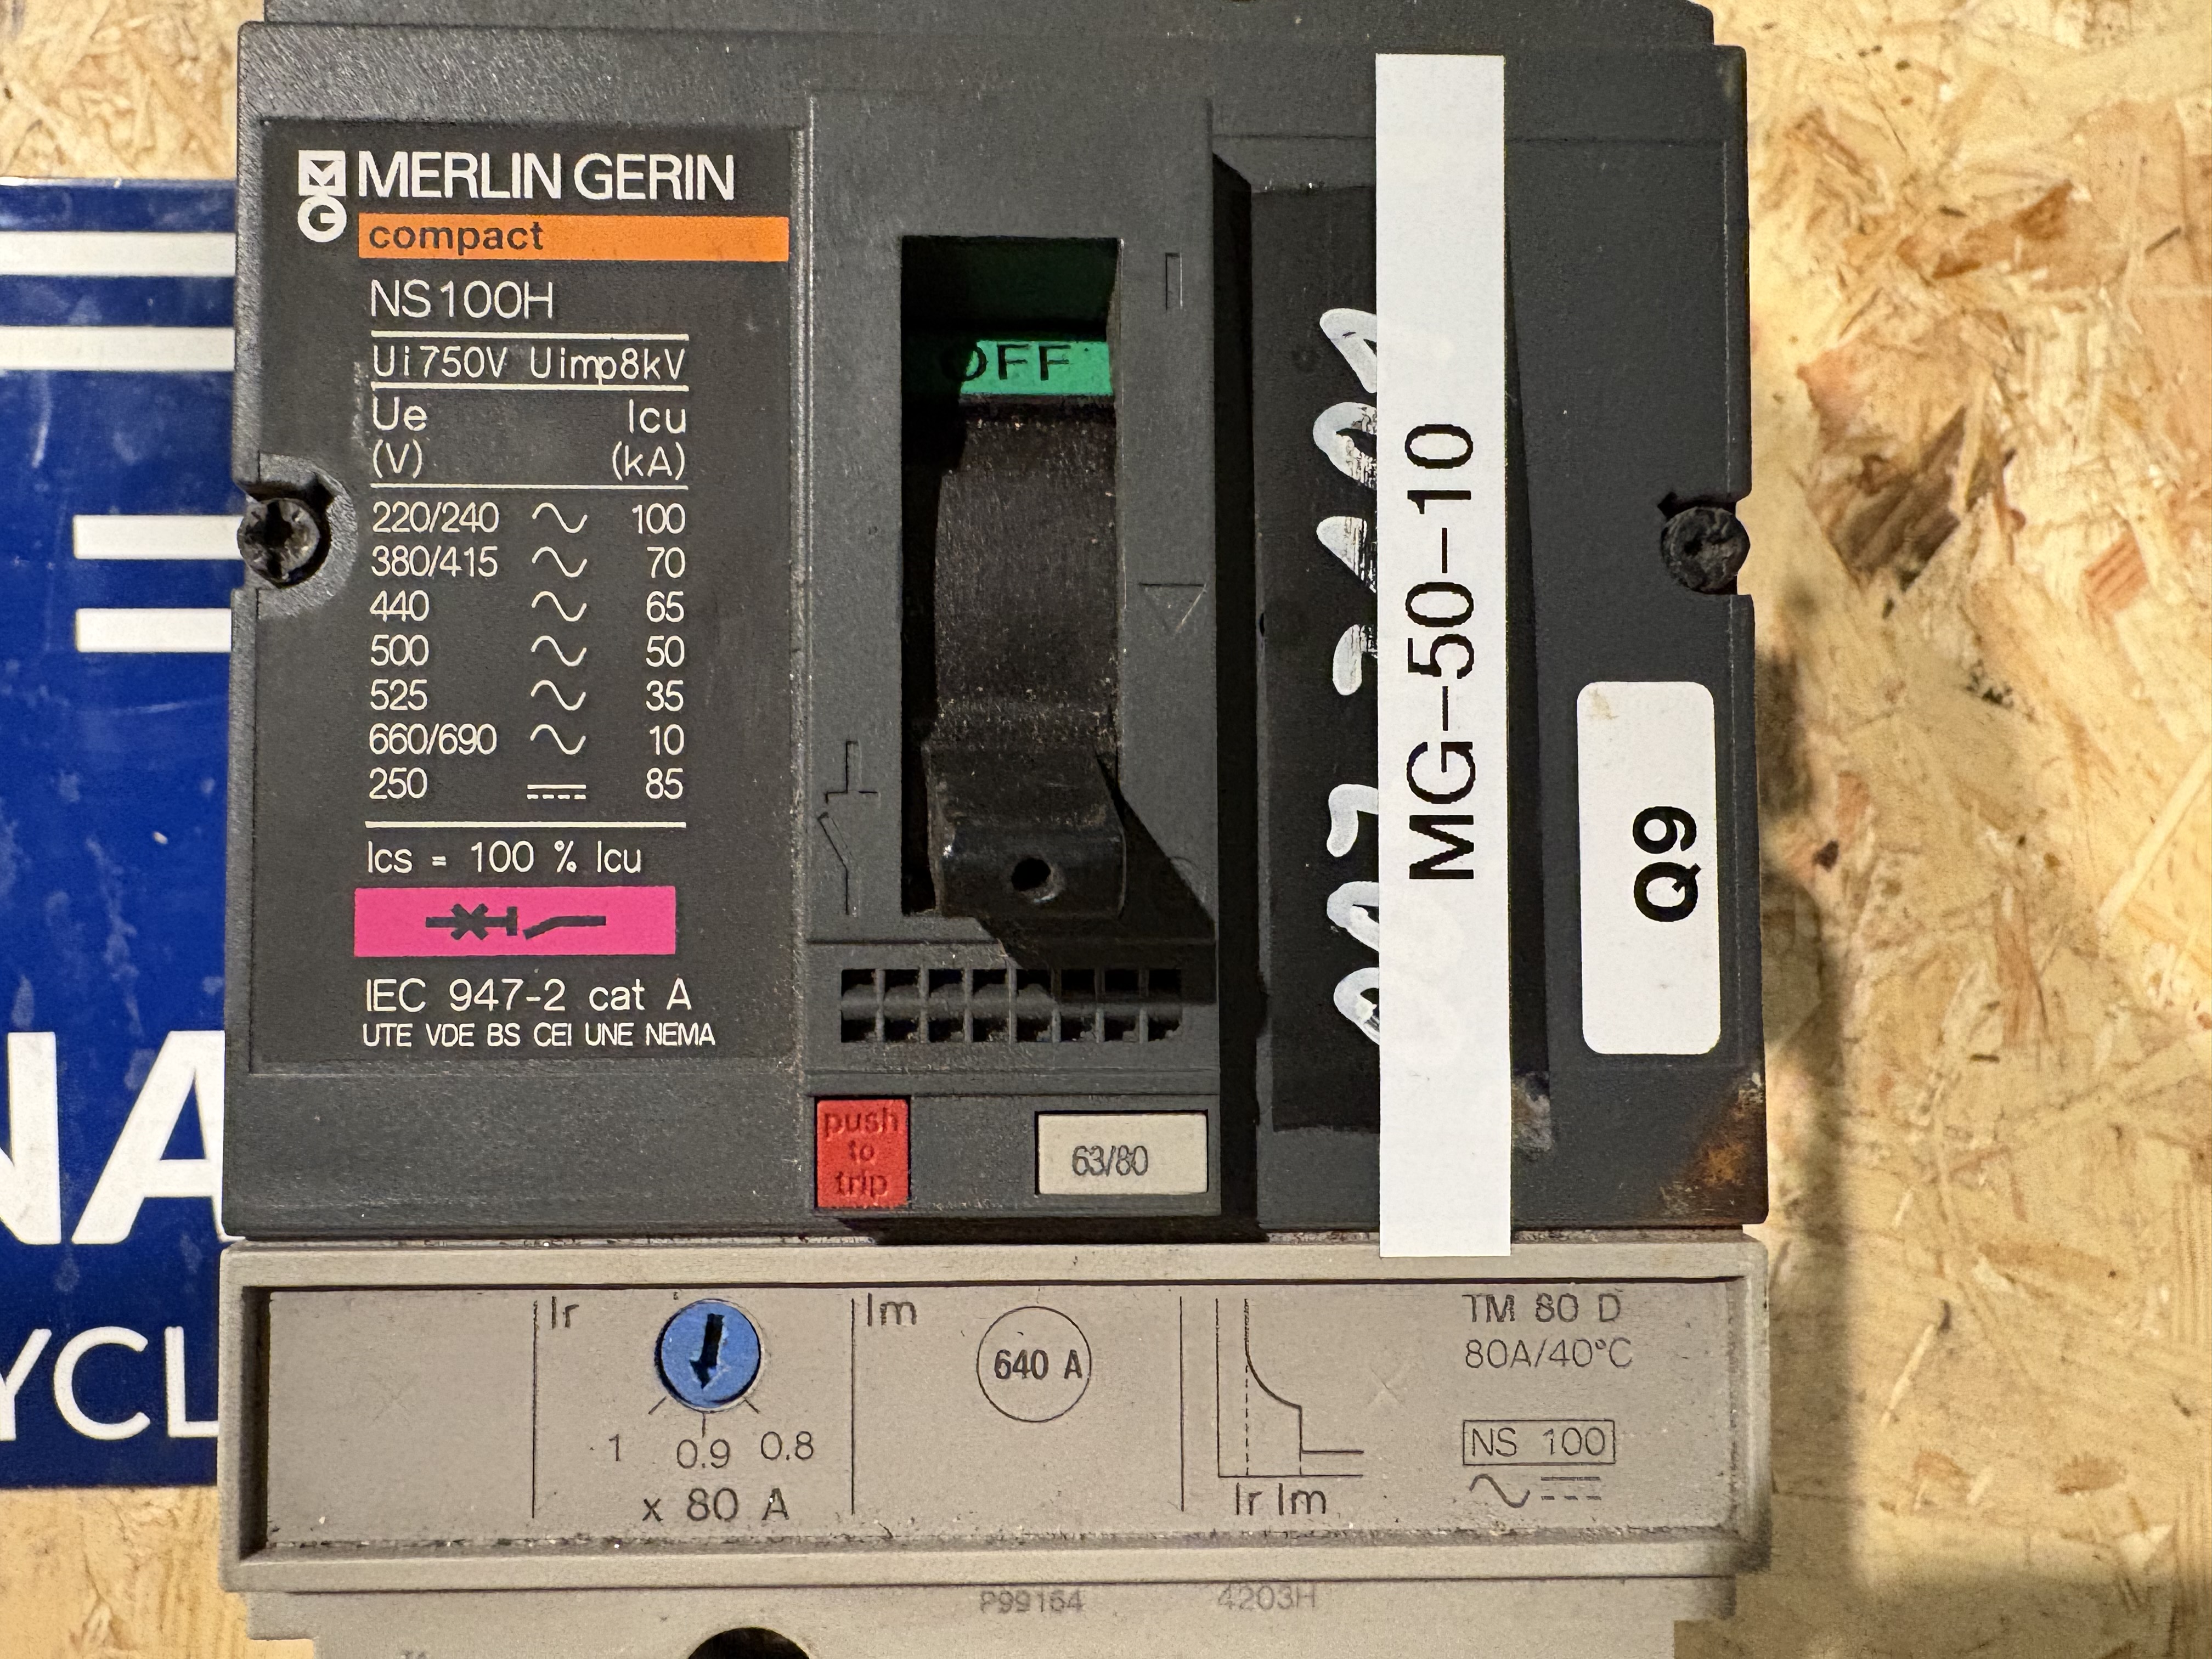 MERLIN GERIN
compact
NS100H
Ui750V Uimp8kV
Ue Icu
(V) (kA)
220/240 100
380/415 70
440 65
500 50
525 35
660/690 10
250 85
Ics = 100 % Icu
IEC 947-2 cat A
UTE VDE BS CEI UNE NEMA
OFF
push
to
trip
63/80
MG-50-10
Q9
Ir
1 0.9 0.8
x 80 A
Im
640 A
Ir Im
TM 80 D
80A/40°C
NS 100
P99164 4203H
NA
YCL